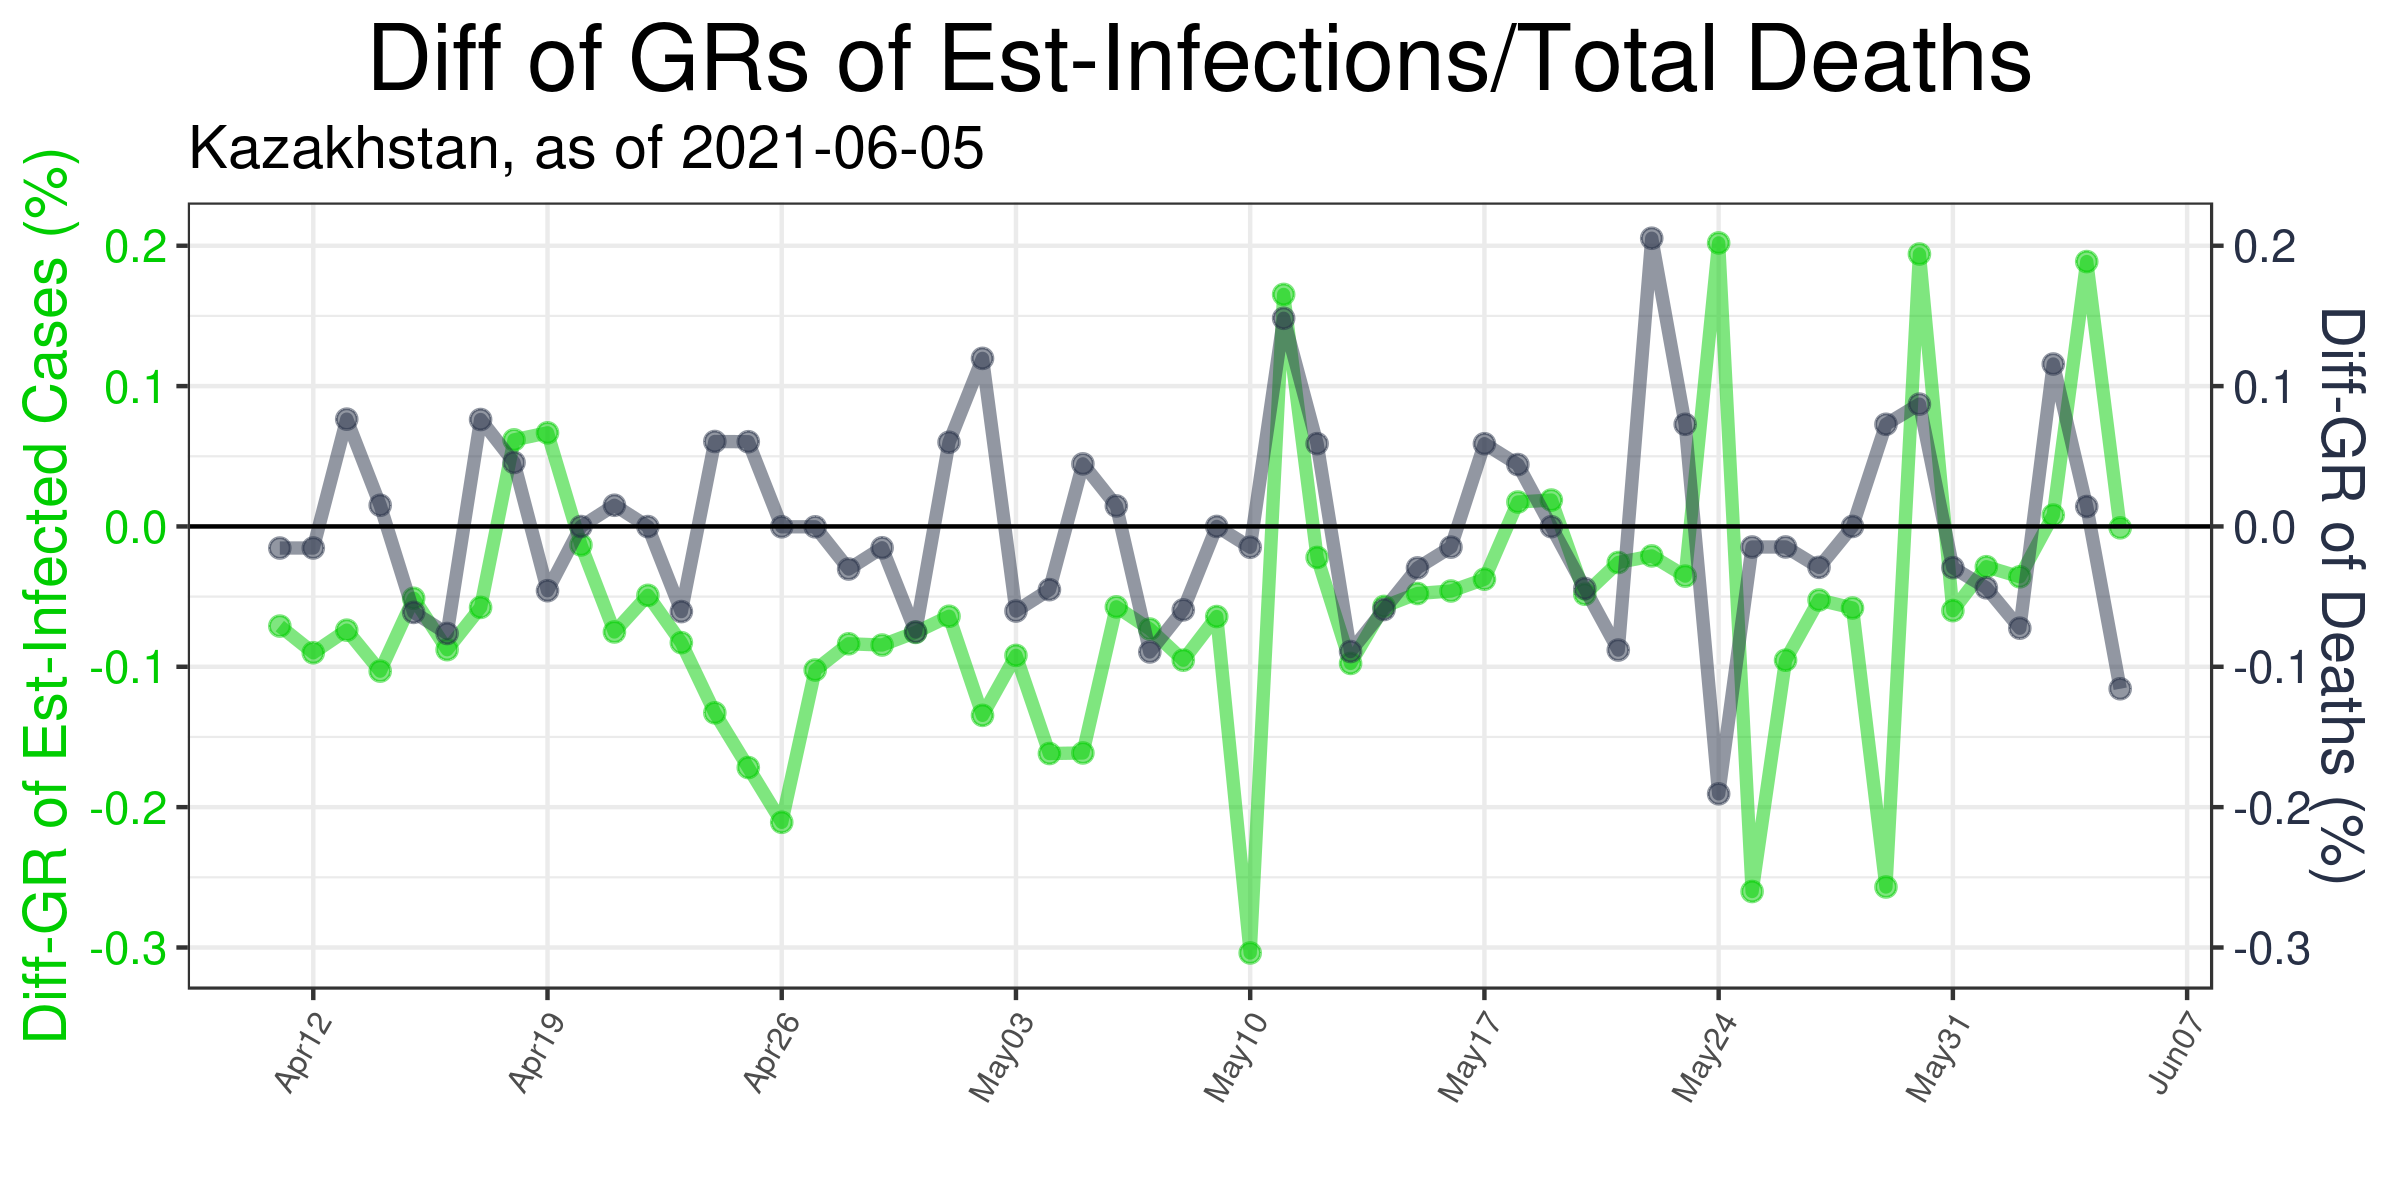 Diff of GRs of Est-Infections/Total Deaths
Kazakhstan, as of 2021-06-05
Diff-GR of Est-Infected Cases (%)
0.2
0.1
0.0
-0.1
-0.2
-0.3
0.2
0.1
0.0
-0.1
-0.2
-0.3
Diff-GR of Deaths (%)
Apr12
Apr19
Apr26
May03
May10
May17
May24
May31
Jun07